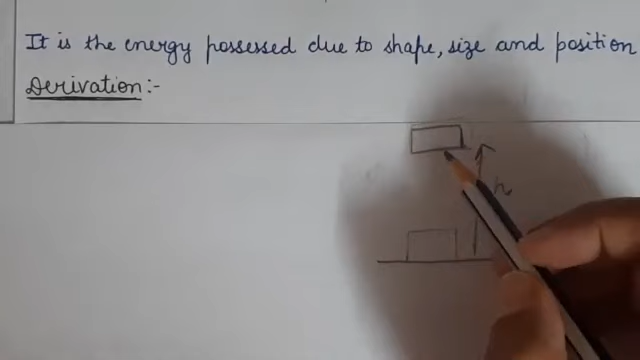 It is the energy possessed due to shape, size and position
Derivation:-
h